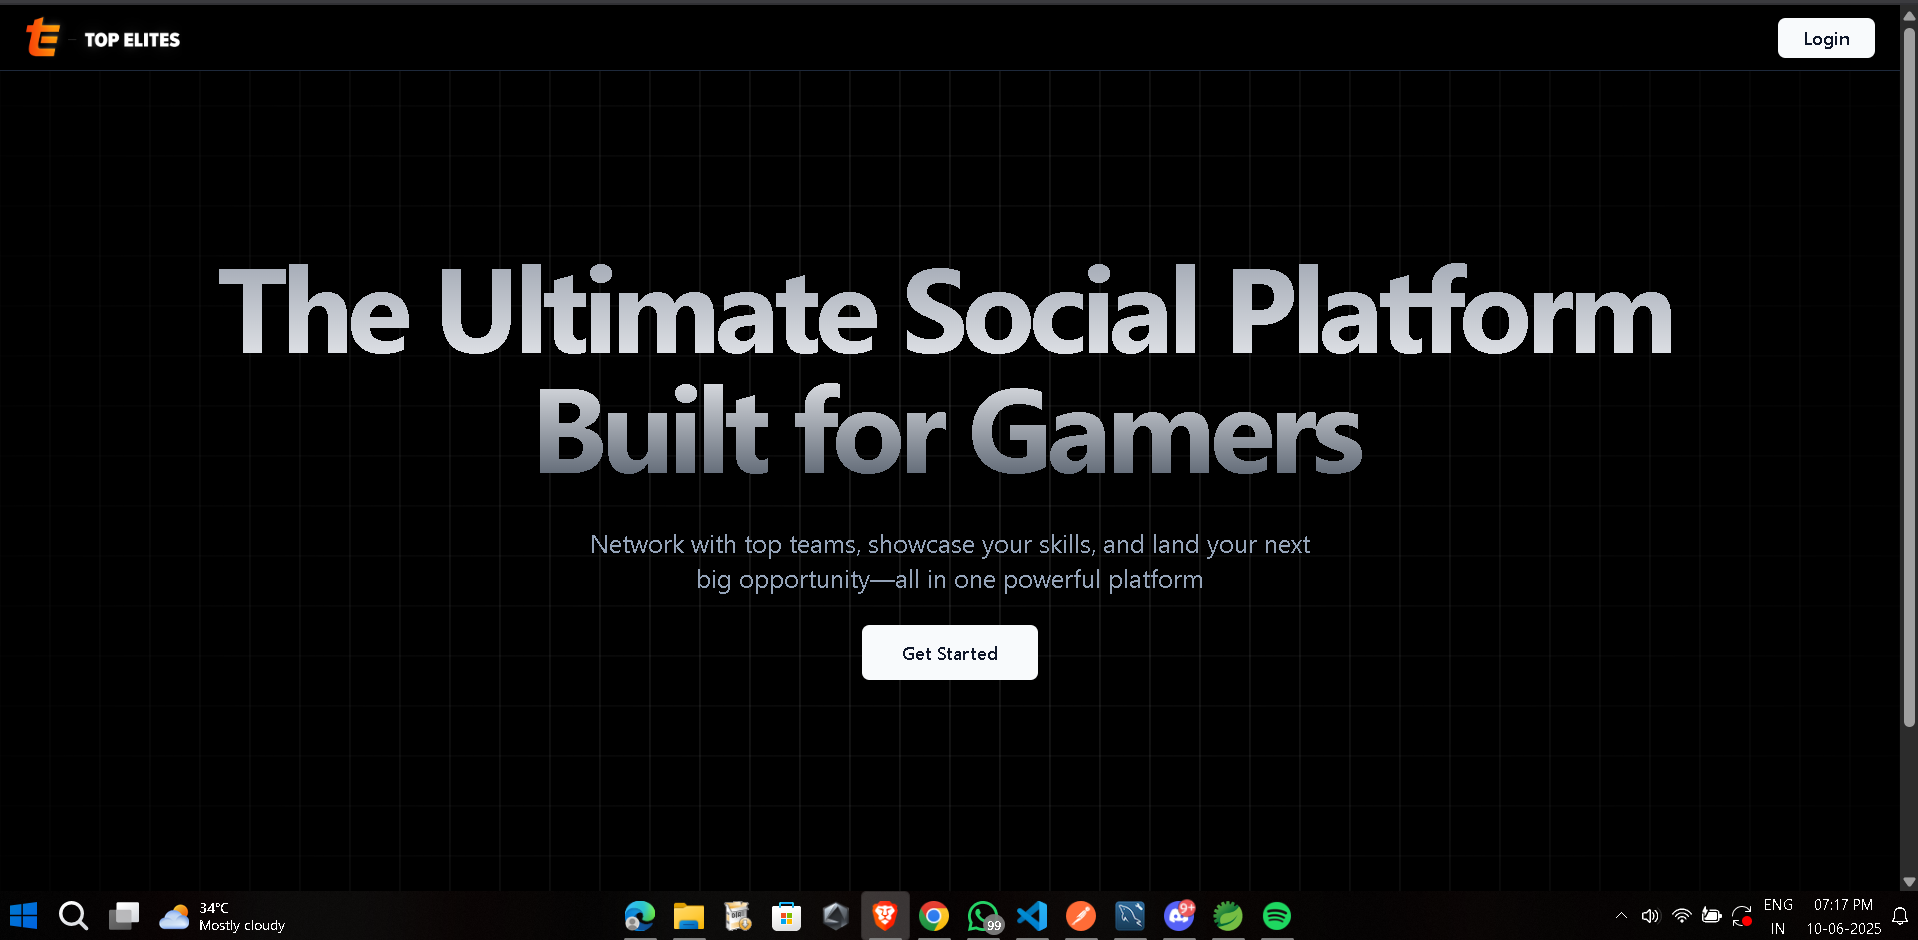 TOP ELITES
Login
The Ultimate Social Platform
Built for Gamers
Network with top teams, showcase your skills, and land your next
big opportunity—all in one powerful platform
Get Started
34°C
Mostly cloudy
99
9+
ENG
IN
07:17 PM
10-06-2025